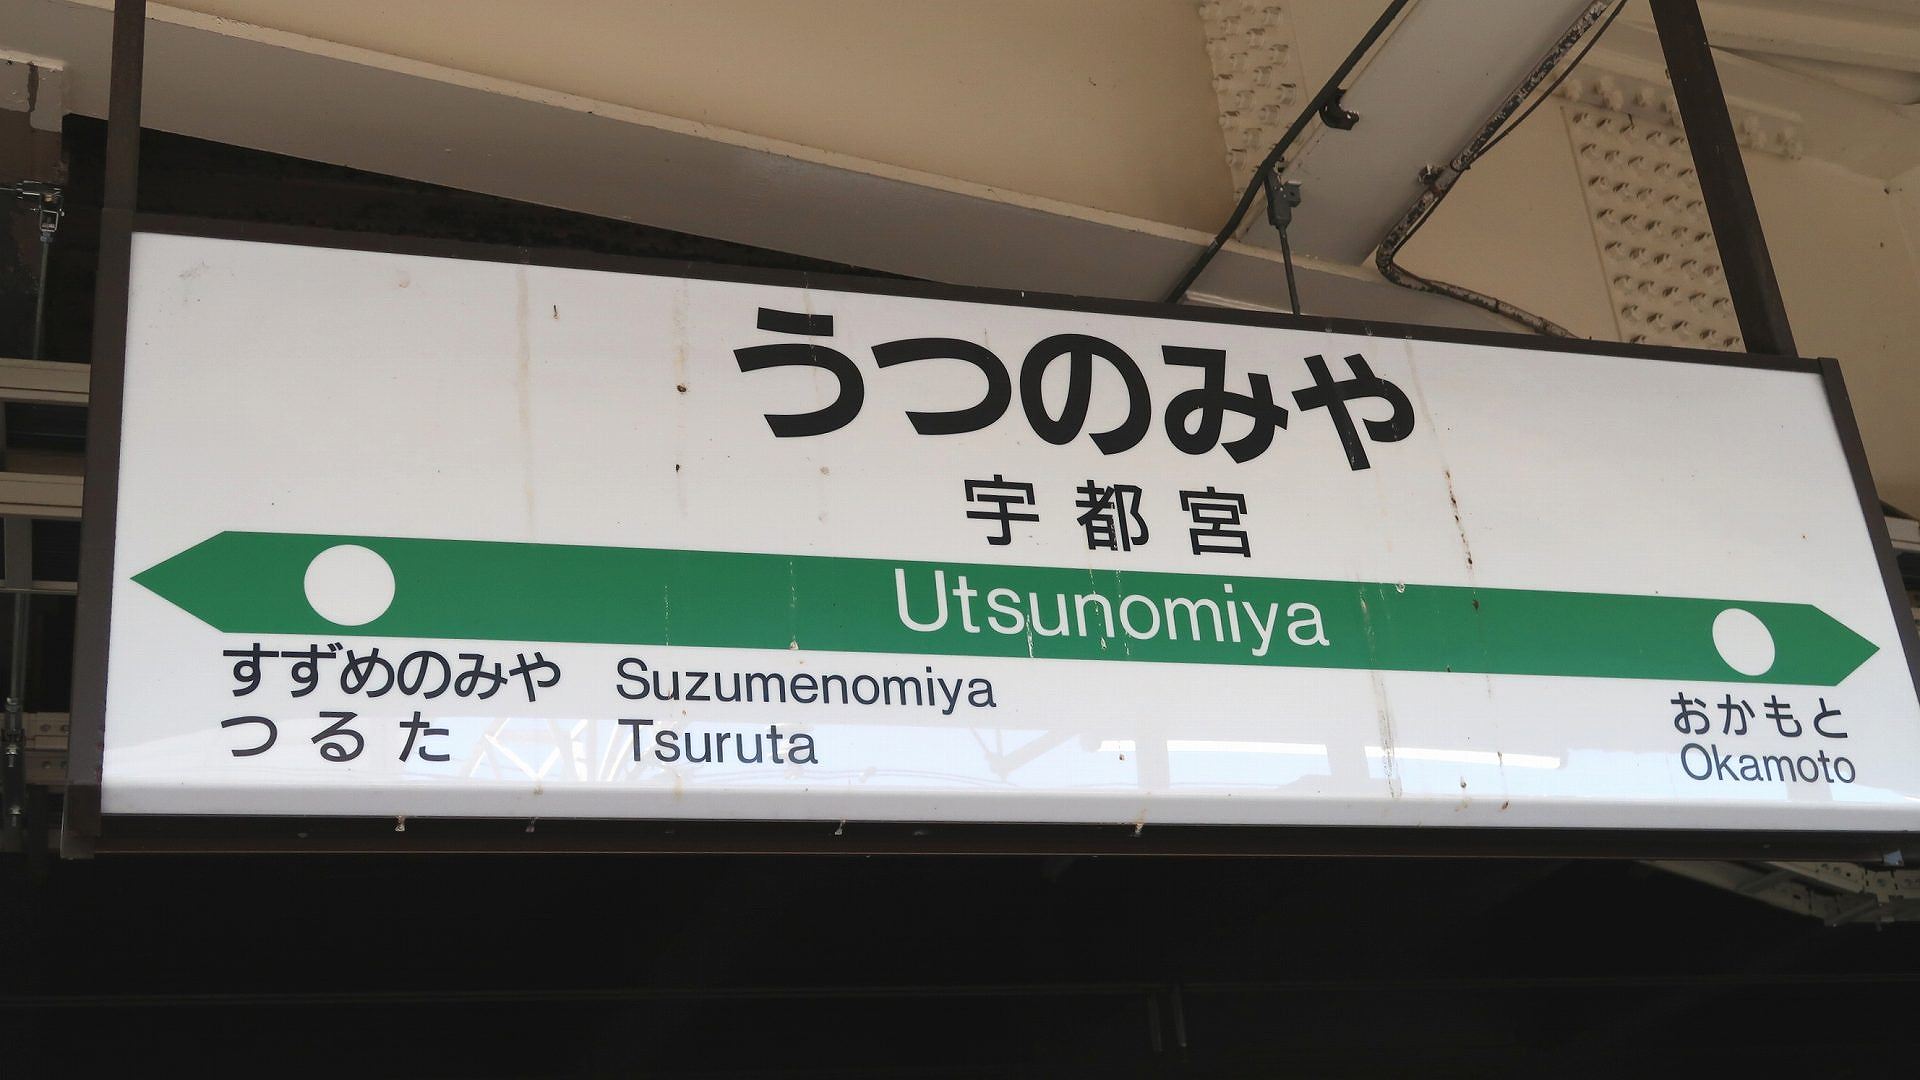 うつのみや
宇都宮
Utsunomiya
すずめのみや Suzumenomiya
つるた Tsuruta
おかもと
Okamoto